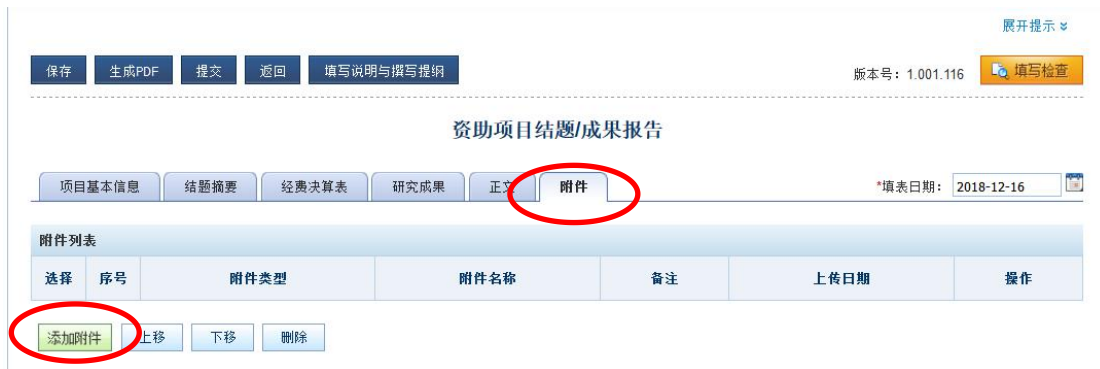 展开提示
保存 生成PDF 提交 返回 填写说明与撰写提纲 版本号：1.001.116 填写检查
资助项目结题/成果报告
项目基本信息 结题摘要 经费决算表 研究成果 正文 附件 *填表日期： 2018-12-16
附件列表
选择 序号 附件类型 附件名称 备注 上传日期 操作
添加附件 上移 下移 删除